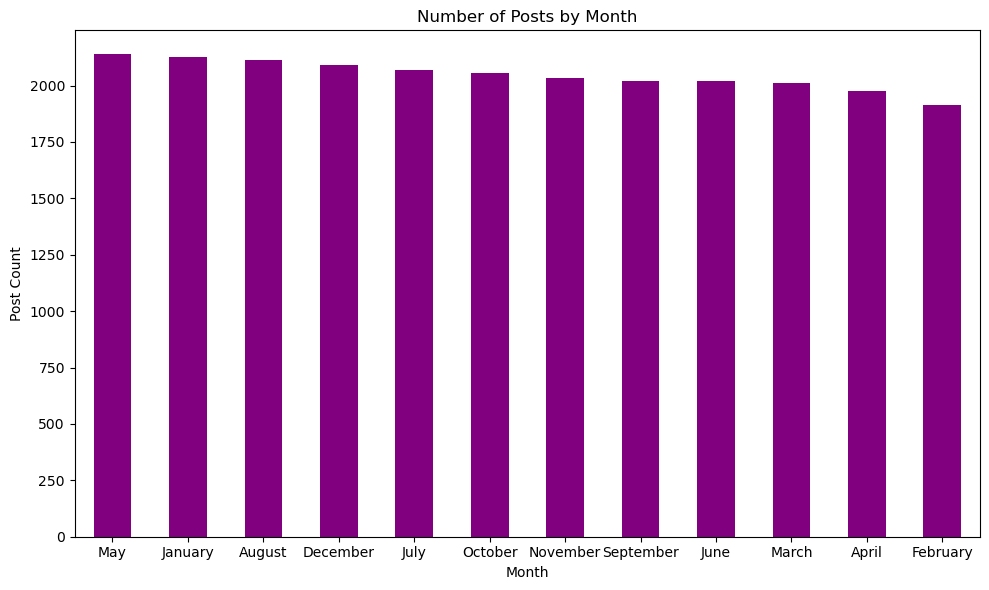 Number of Posts by Month
Post Count
2000
1750
1500
1250
1000
750
500
250
0
May January August December July October November September June March April February
Month